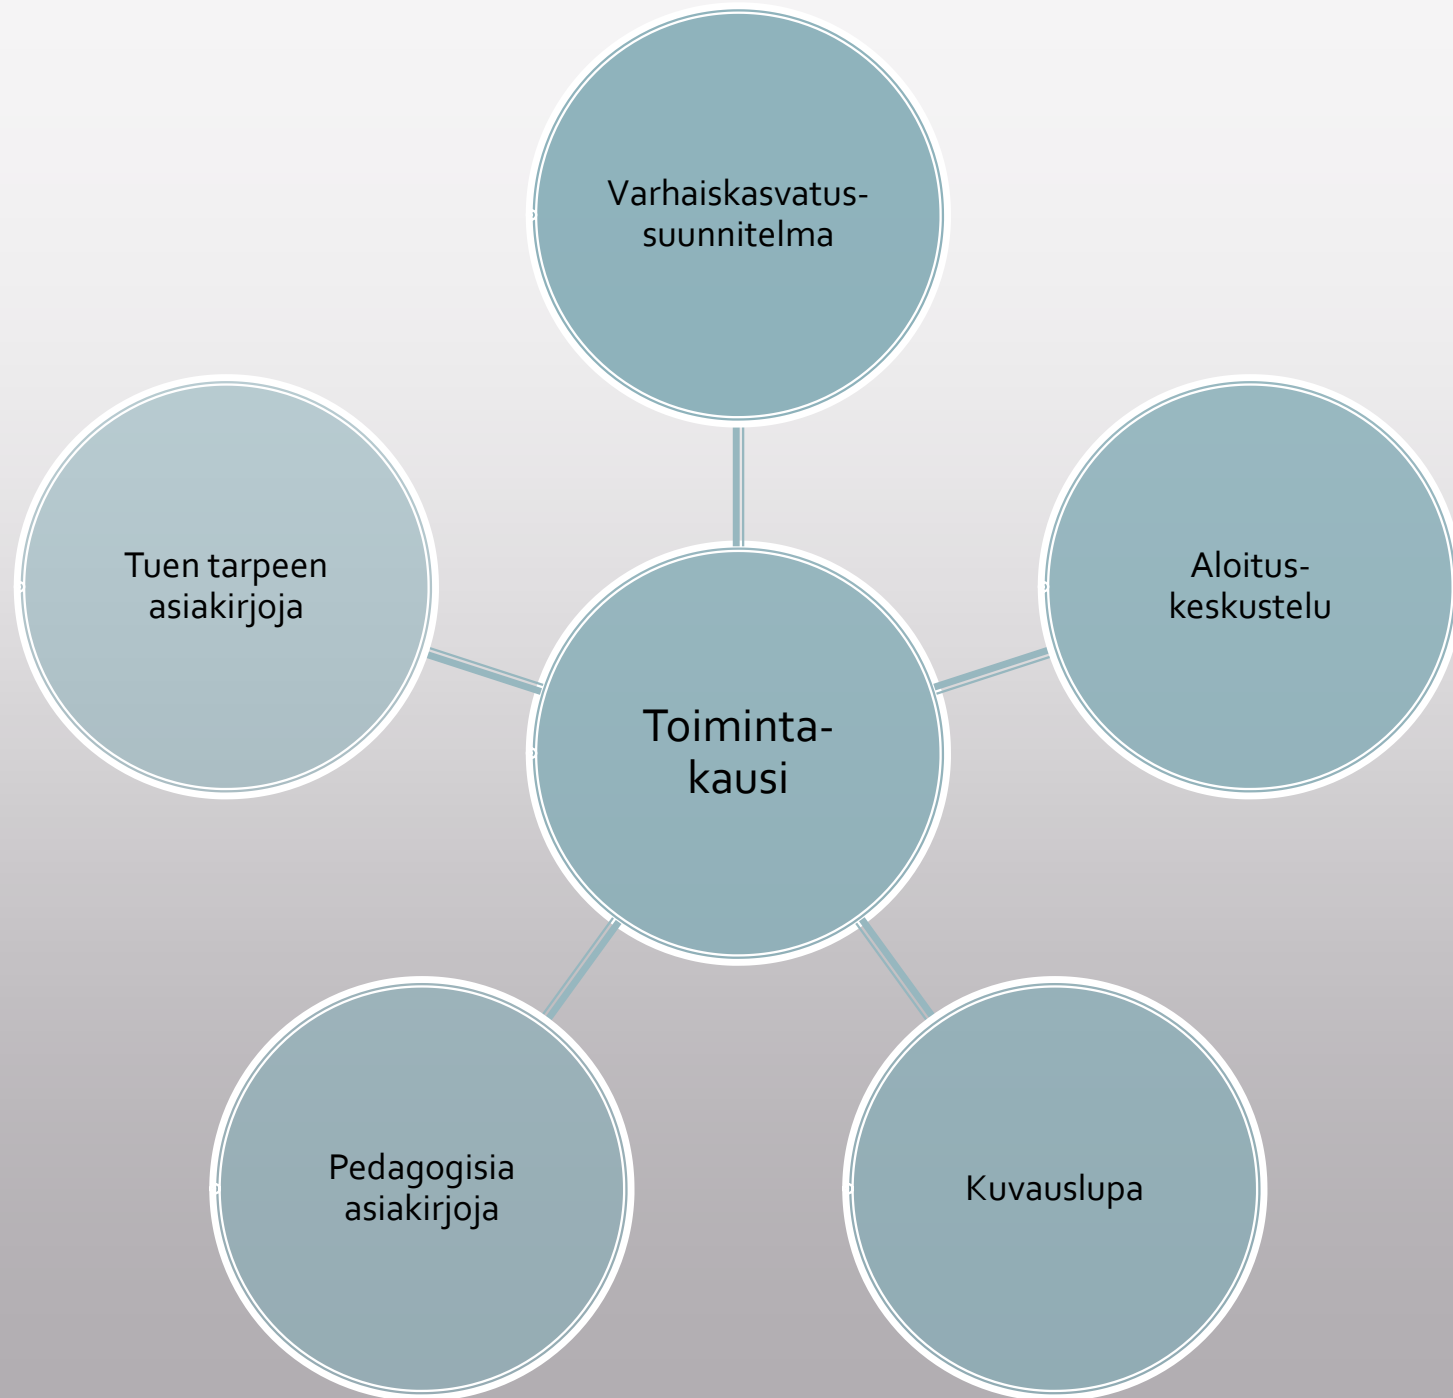 Varhaiskasvatus-
suunnitelma
Tuen tarpeen
asiakirjoja
Aloitus-
keskustelu
Toiminta-
kausi
Pedagogisia
asiakirjoja
Kuvauslupa